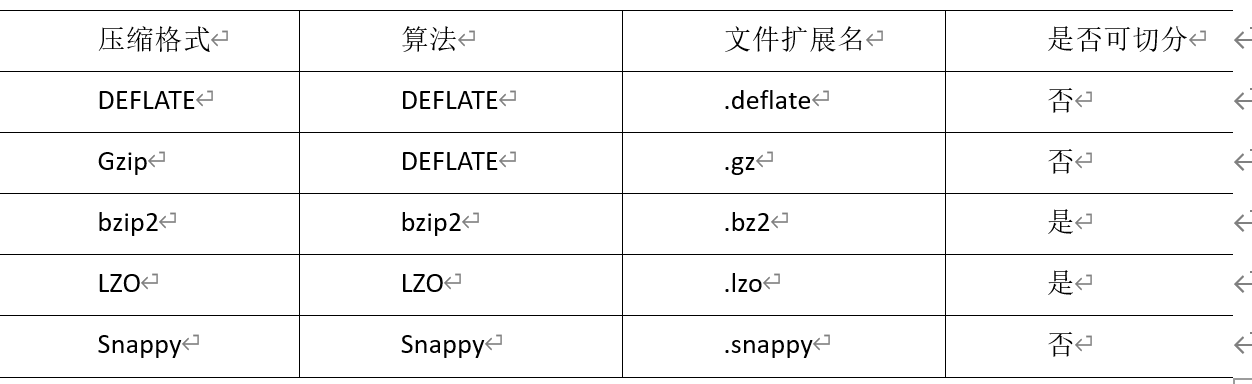 压缩格式 算法 文件扩展名 是否可切分
DEFLATE DEFLATE .deflate 否
Gzip DEFLATE .gz 否
bzip2 bzip2 .bz2 是
LZO LZO .lzo 是
Snappy Snappy .snappy 否